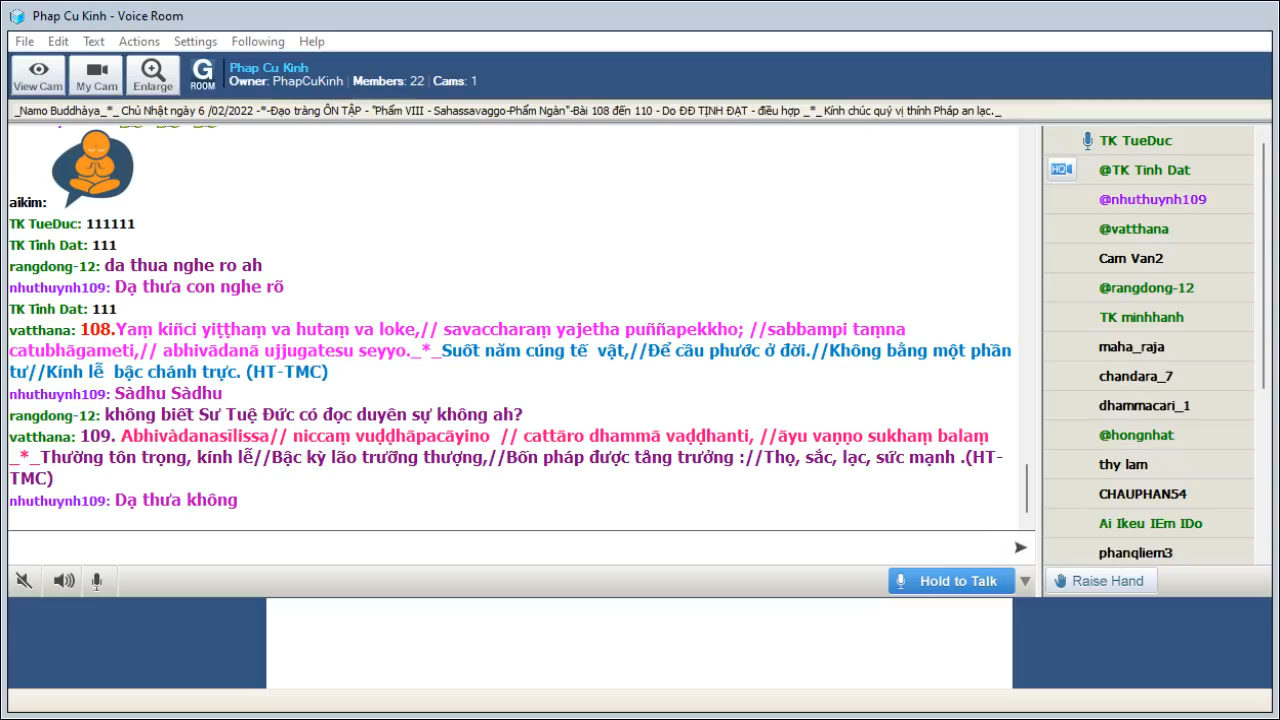 Phap Cu Kinh - Voice Room
File Edit Text Actions Settings Following Help
View Cam My Cam Enlarge G ROOM
Phap Cu Kinh
Owner: PhapCuKinh Members: 22 Cams: 1
_Namo Buddhàya_*_ Chủ Nhật ngày 6 /02/2022 -*-Đạo tràng ÔN TẬP - "Phẩm VIII - Sahassavaggo-Phẩm Ngàn"-Bài 108 đến 110 - Do ĐĐ TỊNH ĐẠT - điều hợp _*_ Kính chúc quý vị thính Pháp an lạc._
aikim:
TK TueDuc: 111111
TK Tinh Dat: 111
rangdong-12: da thua nghe ro ah
nhuthuynh109: Dạ thưa con nghe rõ
TK Tinh Dat: 111
vatthana: 108.Yaṃ kiñci yiṭṭhaṃ va hutaṃ va loke,// savaccharaṃ yajetha puññapekkho; //sabbampi taṃna
catubhāgameti,// abhivādanā ujjugatesu seyyo._*_Suốt năm cúng tế vật,//Để cầu phước ở đời.//Không bằng một phần
tư//Kính lễ bậc chánh trực. (HT-TMC)
nhuthuynh109: Sàdhu Sàdhu
rangdong-12: không biết Sư Tuệ Đức có đọc duyên sự không ah?
vatthana: 109. Abhivàdanasīlissa// niccaṃ vuḍḍhāpacāyino // cattāro dhammā vaḍḍhanti, //āyu vaṇṇo sukhaṃ balaṃ
_*_Thường tôn trọng, kính lễ//Bậc kỳ lão trưỡng thượng,//Bốn pháp được tăng trưởng ://Thọ, sắc, lạc, sức mạnh .(HT-
TMC)
nhuthuynh109: Dạ thưa không
Hold to Talk
TK TueDuc
@TK Tinh Dat
@nhuthuynh109
@vatthana
Cam Van2
@rangdong-12
TK minhhanh
maha_raja
chandara_7
dhammacari_1
@hongnhat
thy lam
CHAUPHAN54
Ai Ikeu IEm IDo
phanqliem3
Raise Hand